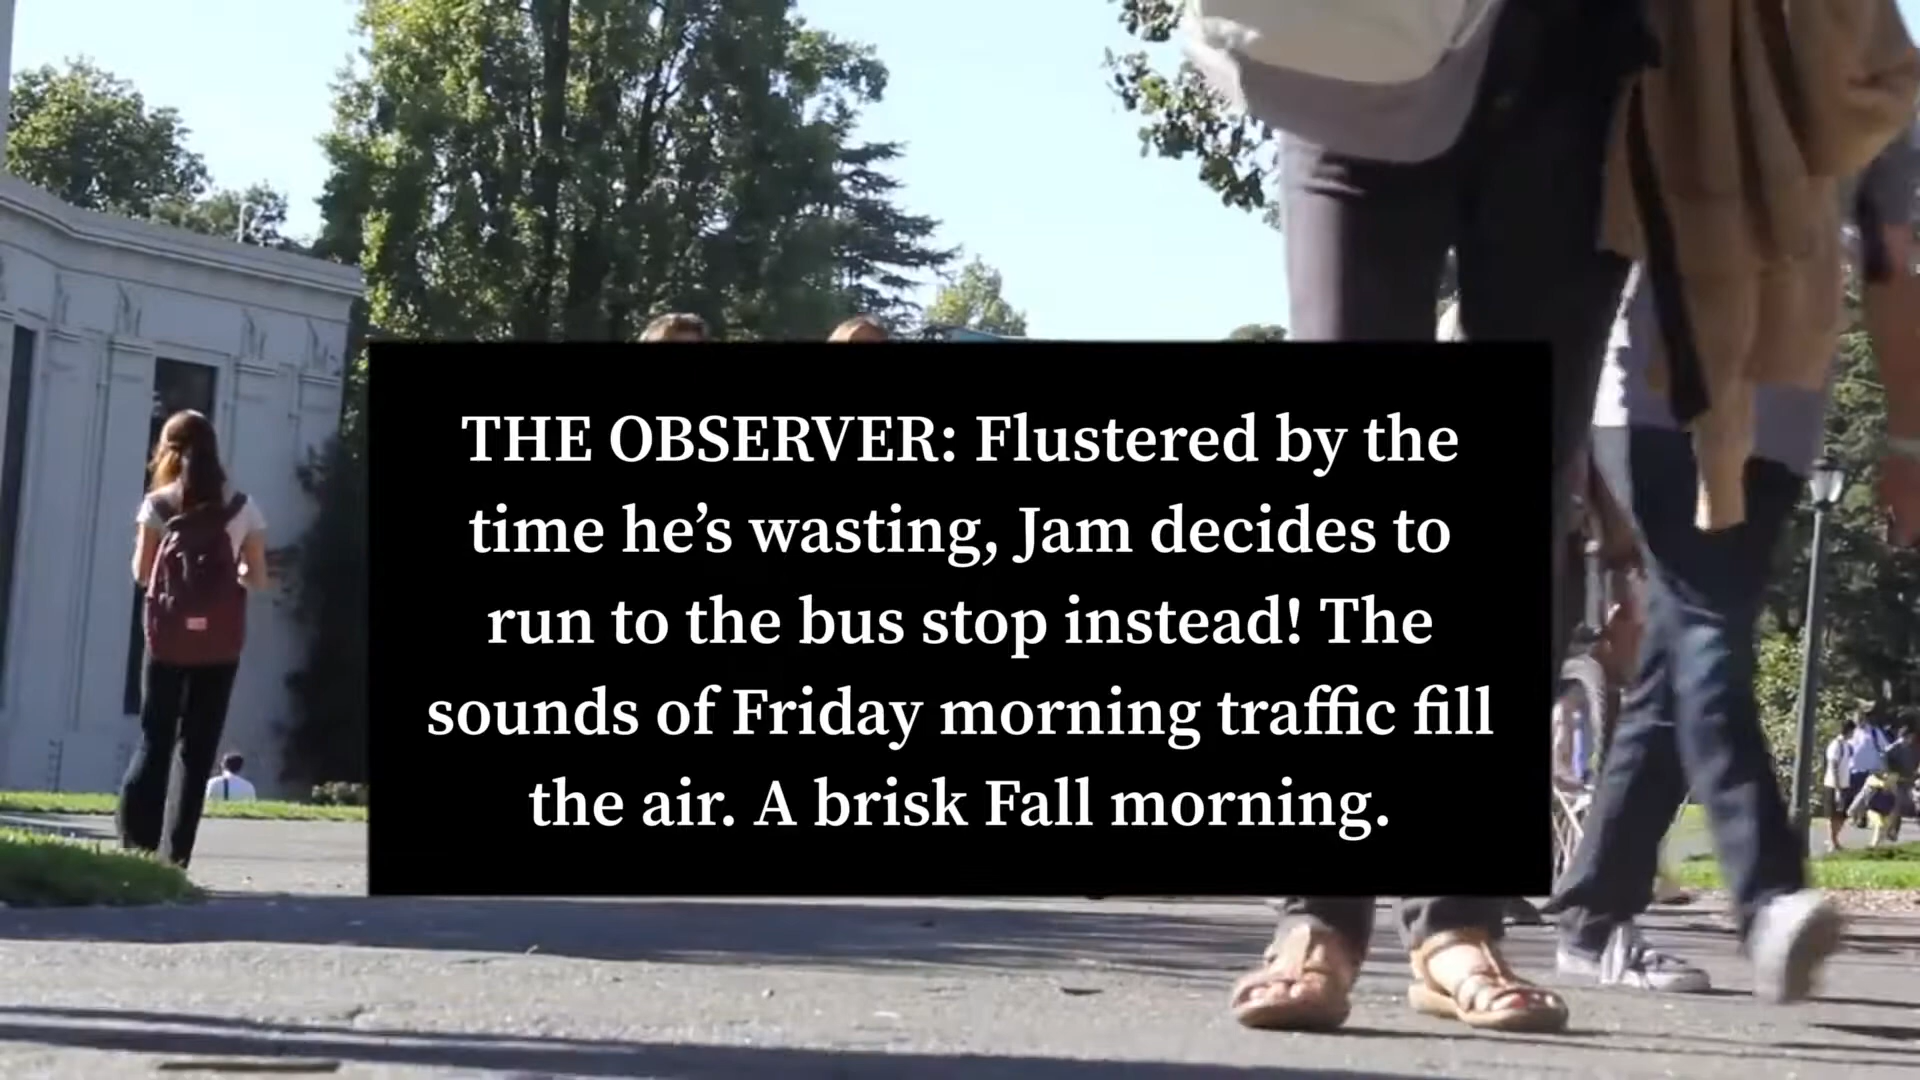 THE OBSERVER: Flustered by the
time he’s wasting, Jam decides to
run to the bus stop instead! The
sounds of Friday morning traffic fill
the air. A brisk Fall morning.